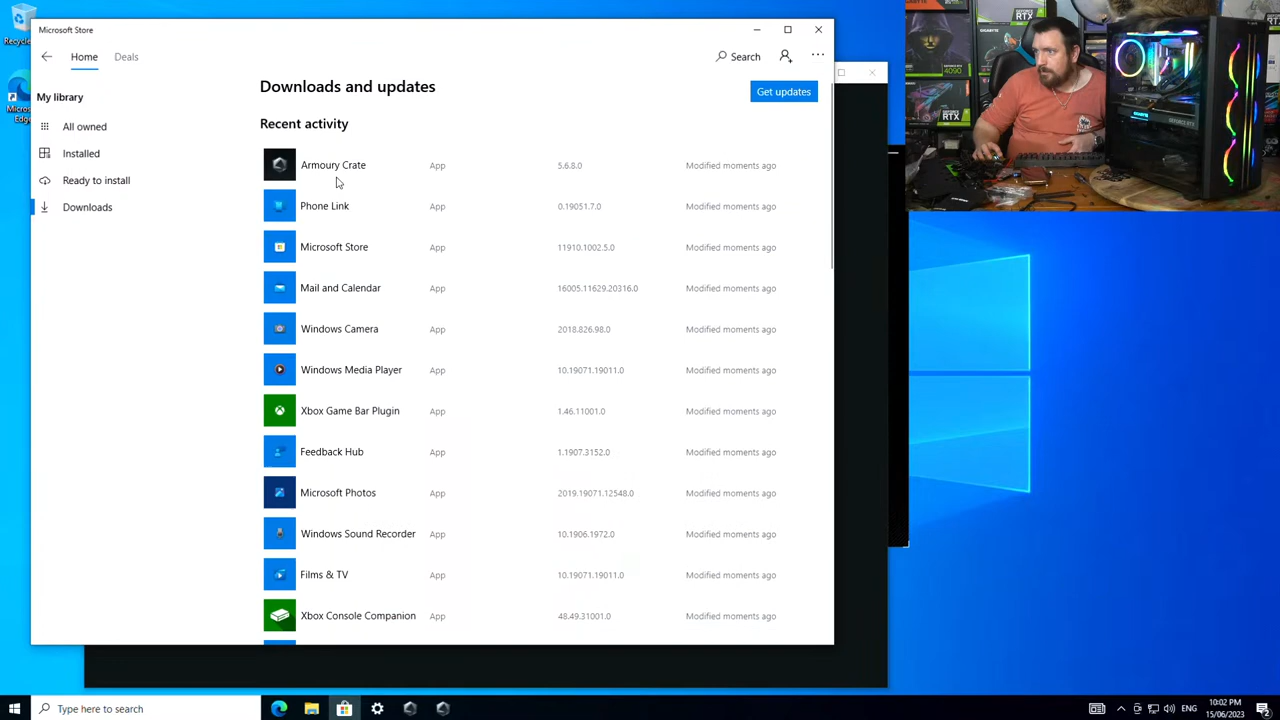 Microsoft Store
Home
Deals
Search
My library
All owned
Installed
Ready to install
Downloads
Downloads and updates
Get updates
Recent activity
Armoury Crate App 5.6.8.0 Modified moments ago
Phone Link App 0.19051.7.0 Modified moments ago
Microsoft Store App 11910.1002.5.0 Modified moments ago
Mail and Calendar App 16005.11629.20316.0 Modified moments ago
Windows Camera App 2018.826.98.0 Modified moments ago
Windows Media Player App 10.19071.19011.0 Modified moments ago
Xbox Game Bar Plugin App 1.46.11001.0 Modified moments ago
Feedback Hub App 1.1907.3152.0 Modified moments ago
Microsoft Photos App 2019.19071.12548.0 Modified moments ago
Windows Sound Recorder App 10.1906.1972.0 Modified moments ago
Films & TV App 10.19071.19011.0 Modified moments ago
Xbox Console Companion App 48.49.31001.0 Modified moments ago
GEFORCE RTX
GIGABYTE
4090
RTX
GEFORCE RTX
Type here to search
ENG
10:02 PM
15/06/2023
2